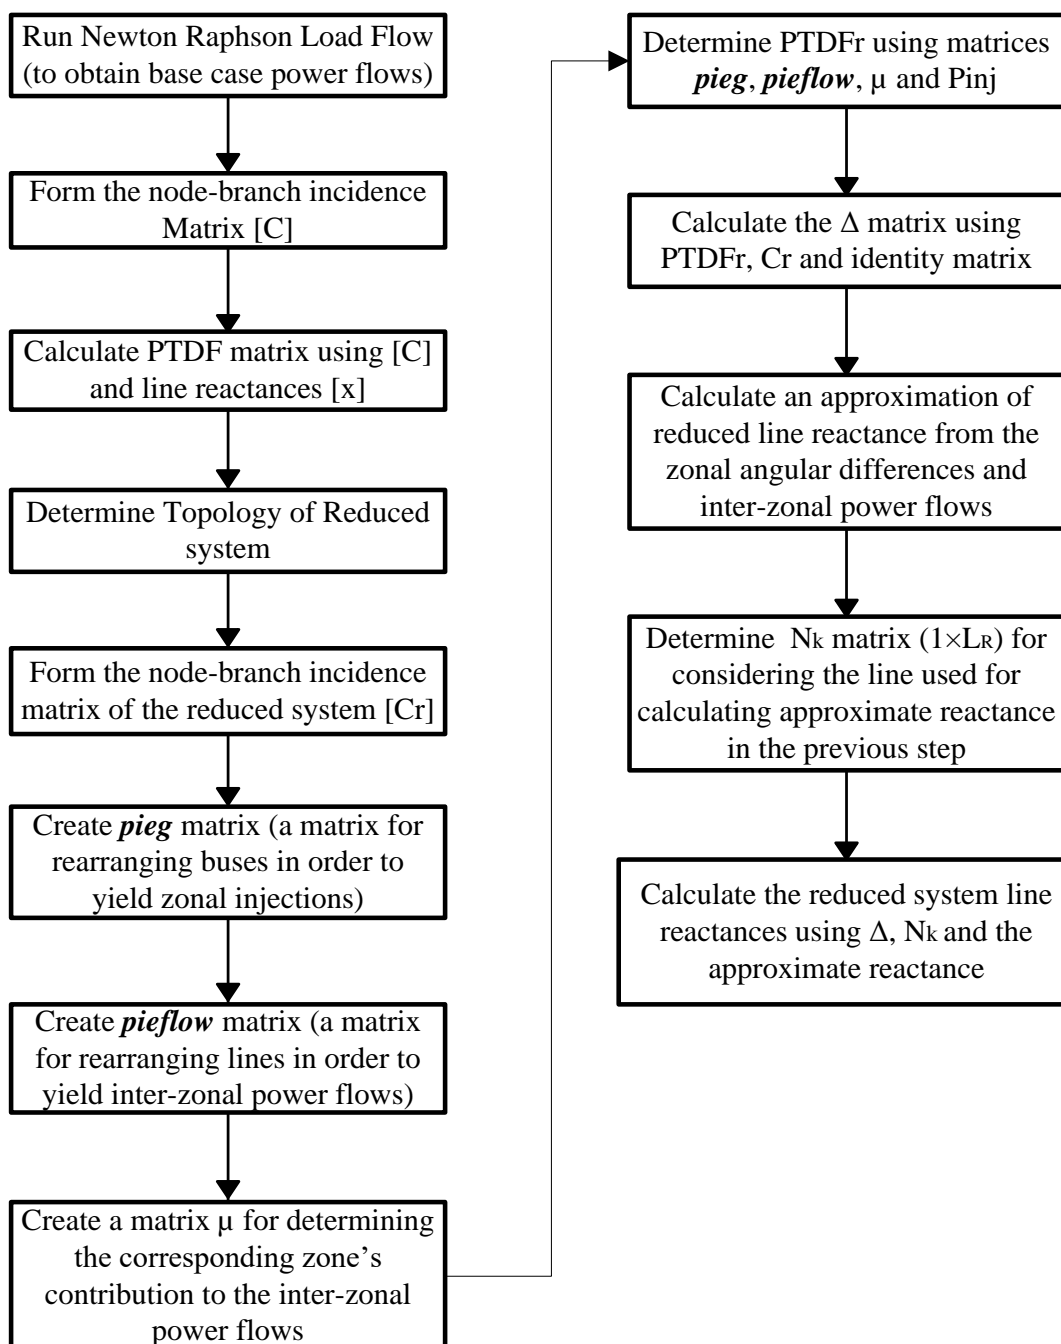 Run Newton Raphson Load Flow
(to obtain base case power flows)
Form the node-branch incidence
Matrix [C]
Calculate PTDF matrix using [C]
and line reactances [x]
Determine Topology of Reduced
system
Form the node-branch incidence
matrix of the reduced system [Cr]
Create pieg matrix (a matrix for
rearranging buses in order to
yield zonal injections)
Create pieflow matrix (a matrix
for rearranging lines in order to
yield inter-zonal power flows)
Create a matrix µ for determining
the corresponding zone’s
contribution to the inter-zonal
power flows
Determine PTDFr using matrices
pieg, pieflow, µ and Pinj
Calculate the Δ matrix using
PTDFr, Cr and identity matrix
Calculate an approximation of
reduced line reactance from the
zonal angular differences and
inter-zonal power flows
Determine Nk matrix (1×LR) for
considering the line used for
calculating approximate reactance
in the previous step
Calculate the reduced system line
reactances using Δ, Nk and the
approximate reactance